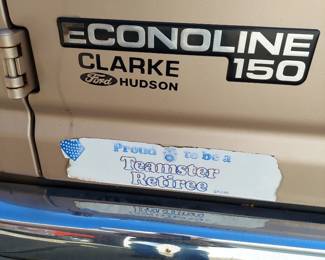 ECONOLINE
150
CLARKE
Ford HUDSON
Proud to be a
Teamster
Retiree